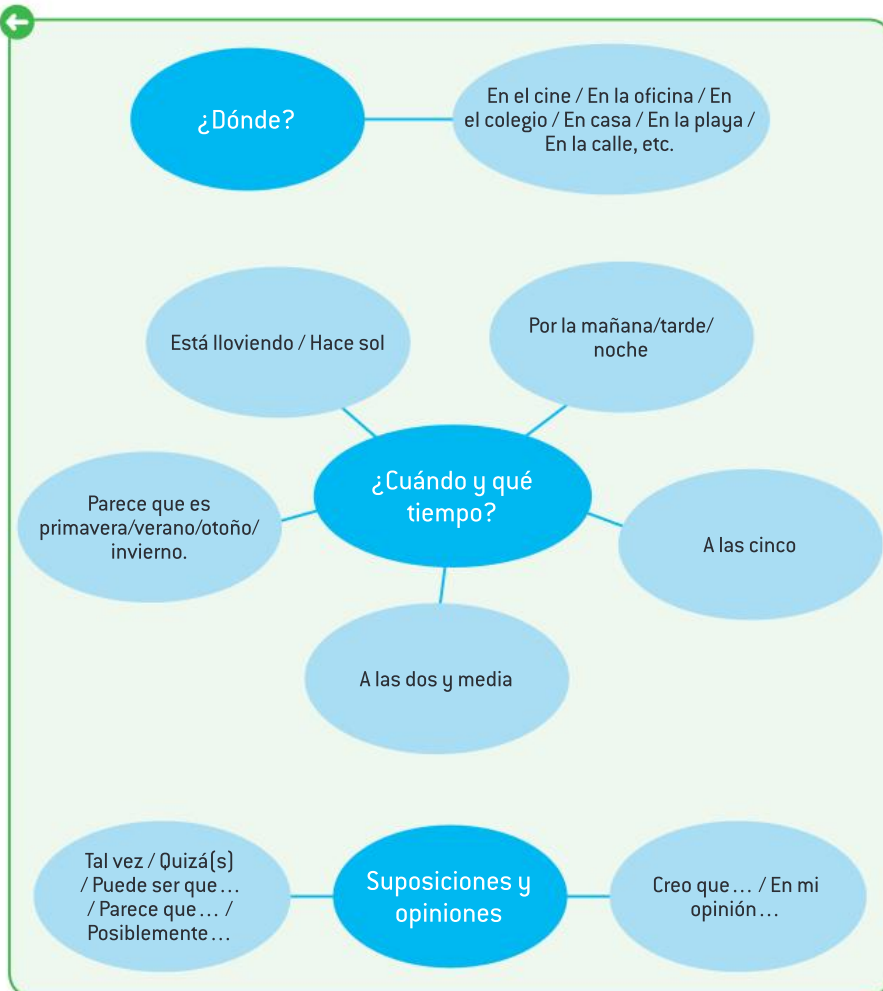 ¿Dónde?
En el cine / En la oficina / En
el colegio / En casa / En la playa /
En la calle, etc.
Está lloviendo / Hace sol
Por la mañana/tarde/
noche
¿Cuándo y qué
tiempo?
Parece que es
primavera/verano/otoño/
invierno.
A las cinco
A las dos y media
Tal vez / Quizá(s)
/ Puede ser que...
/ Parece que... /
Posiblemente...
Suposiciones y
opiniones
Creo que... / En mi
opinión...